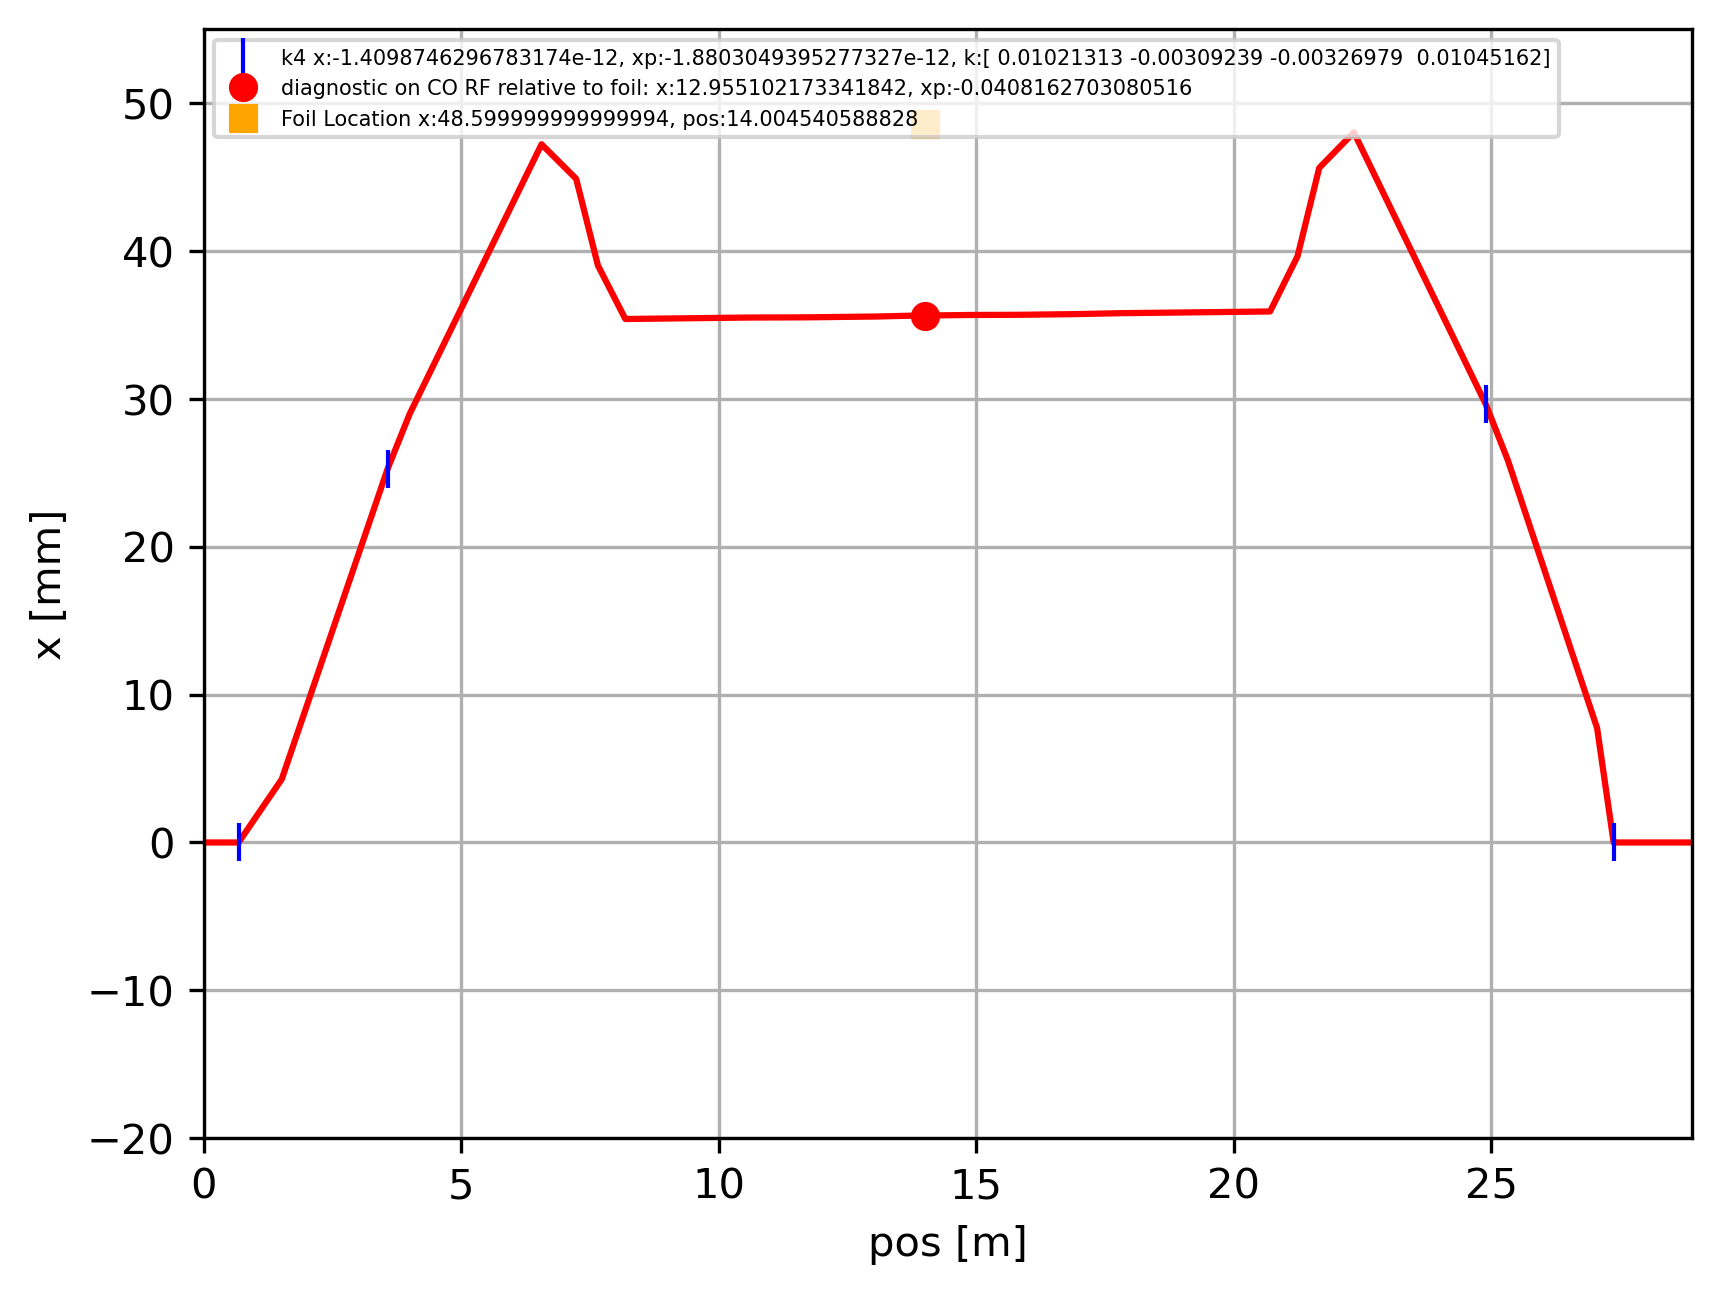 k4 x:-1.4098746296783174e-12, xp:-1.8803049395277327e-12, k:[ 0.01021313 -0.00309239 -0.00326979  0.01045162]
diagnostic on CO RF relative to foil: x:12.955102173341842, xp:-0.0408162703080516
Foil Location x:48.599999999999994, pos:14.004540588828
50
40
30
20
10
0
−10
−20
x [mm]
0 5 10 15 20 25
pos [m]